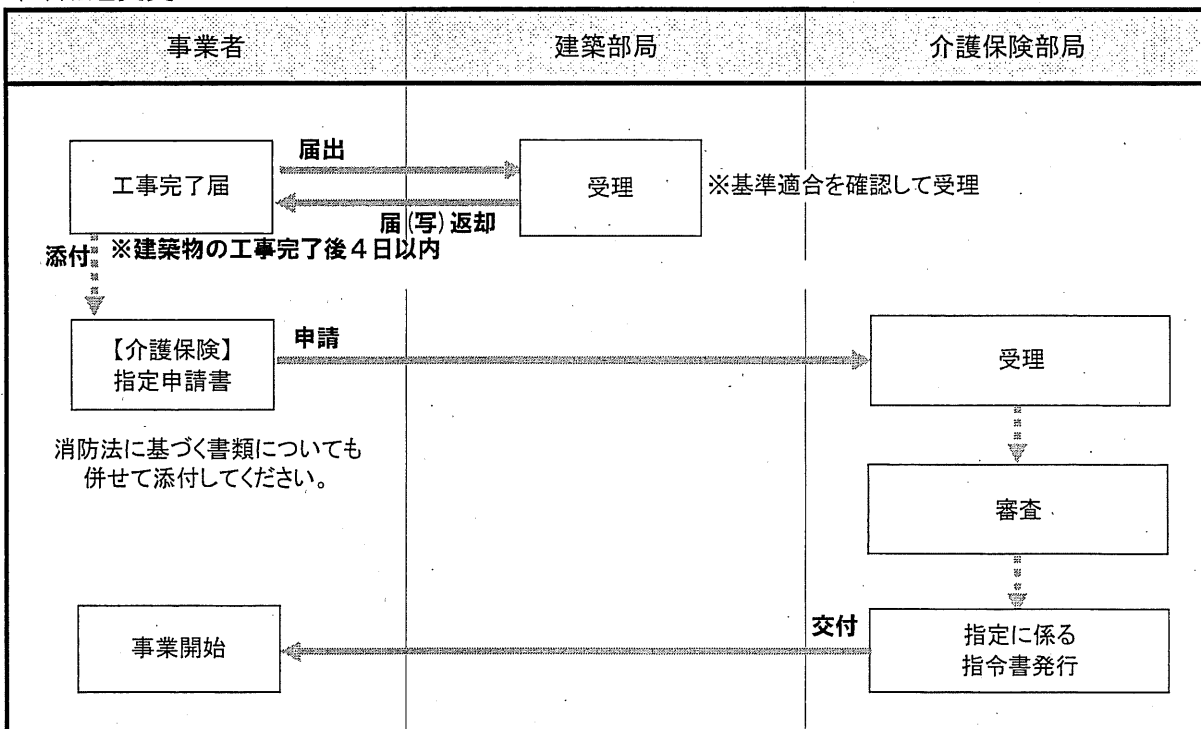 事業者
建築部局
介護保険部局
届出
工事完了届
受理
※基準適合を確認して受理
届(写)返却
※建築物の工事完了後4日以内
添付
【介護保険】
指定申請書
申請
受理
消防法に基づく書類についても
併せて添付してください。
審査
交付
事業開始
指定に係る
指令書発行